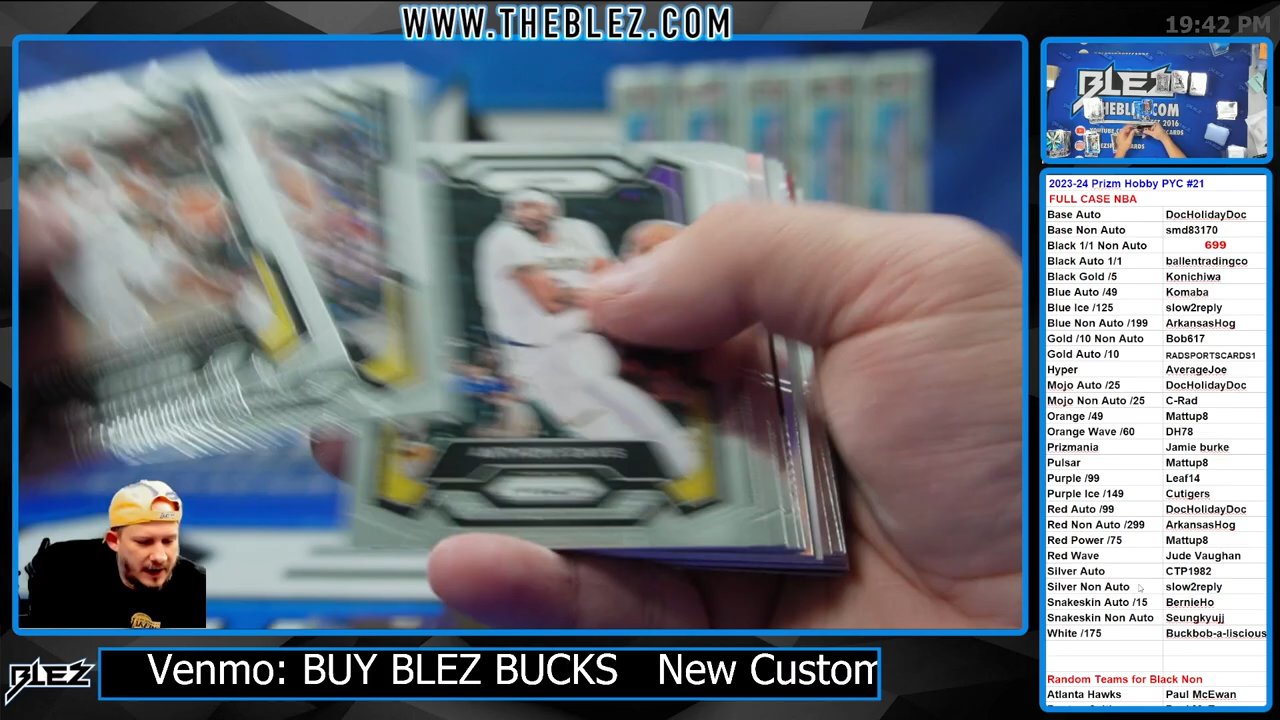 WWW.THEBLEZ.COM
19:42 PM
BLEZ
THEBLEZ.COM
2023-24 Prizm Hobby PYC #21
FULL CASE NBA
Base Auto DocHolidayDoc
Base Non Auto smd83170
Black 1/1 Non Auto 699
Black Auto 1/1 ballentradingco
Black Gold /5 Konichiwa
Blue Auto /49 Komaba
Blue Ice /125 slow2reply
Blue Non Auto /199 ArkansasHog
Gold /10 Non Auto Bob617
Gold Auto /10 RADSPORTSCARDS1
Hyper AverageJoe
Mojo Auto /25 DocHolidayDoc
Mojo Non Auto /25 C-Rad
Orange /49 Mattup8
Orange Wave /60 DH78
Prizmania Jamie burke
Pulsar Mattup8
Purple /99 Leaf14
Purple Ice /149 Cutigers
Red Auto /99 DocHolidayDoc
Red Non Auto /299 ArkansasHog
Red Power /75 Mattup8
Red Wave Jude Vaughan
Silver Auto CTP1982
Silver Non Auto slow2reply
Snakeskin Auto /15 BernieHo
Snakeskin Non Auto Seungkyujj
White /175 Buckbob-a-liscious
Random Teams for Black Non
Atlanta Hawks Paul McEwan
BLEZ
Venmo: BUY BLEZ BUCKS New Custom